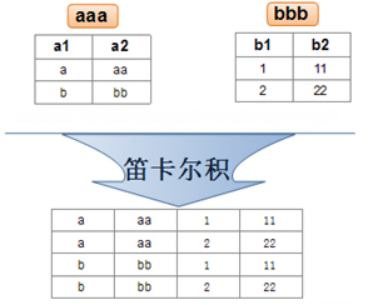 aaa bbb
a1 a2 b1 b2
a aa 1 11
b bb 2 22
笛卡尔积
a aa 1 11
a aa 2 22
b bb 1 11
b bb 2 22